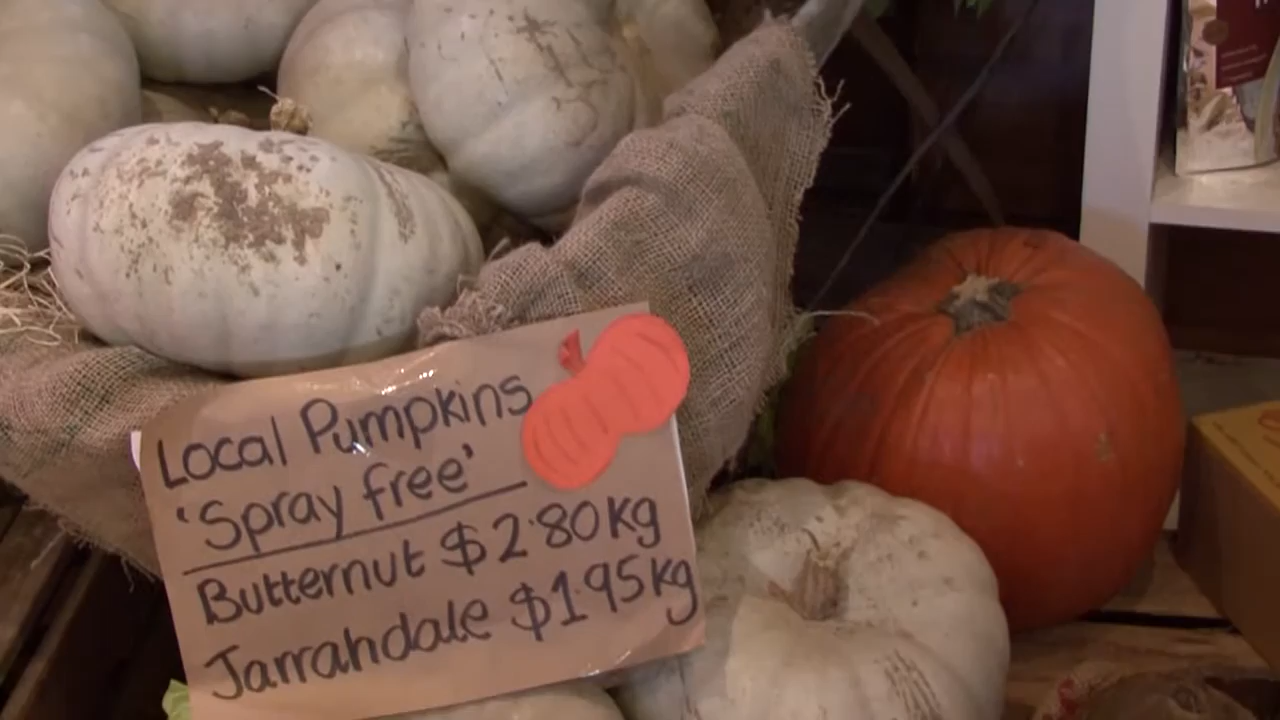 Local Pumpkins
'Spray free'
Butternut $2.80kg
Jarrahdale $1.95kg